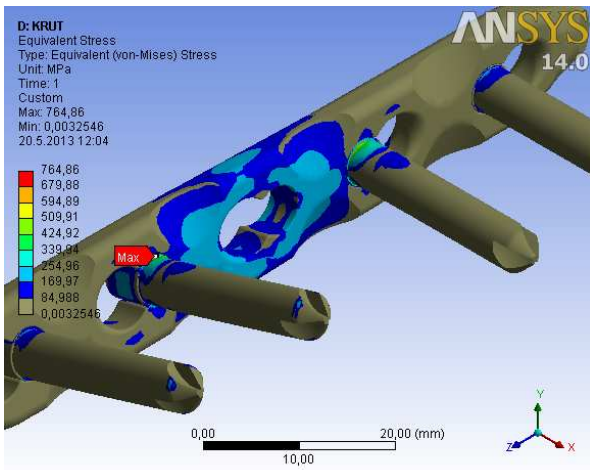 D: KRUT
Equivalent Stress
Type: Equivalent (von-Mises) Stress
Unit: MPa
Time: 1
Custom
Max: 764,86
Min: 0,0032546
20.5.2013 12:04
ANSYS
14.0
764,86
679,88
594,89
509,91
424,92
339,94
254,96
169,97
84,988
0,0032546
Max
0,00 20,00 (mm)
10,00
Y
Z X